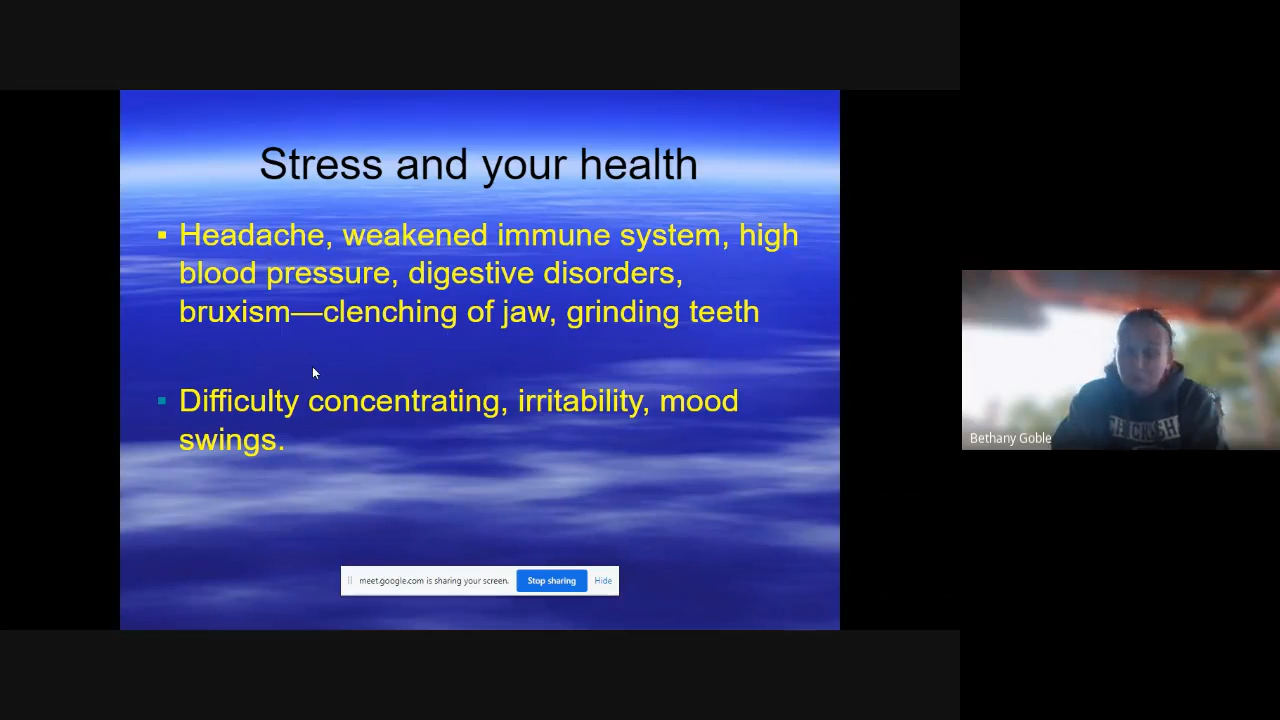 Stress and your health
▪ Headache, weakened immune system, high
blood pressure, digestive disorders,
bruxism—clenching of jaw, grinding teeth
▪ Difficulty concentrating, irritability, mood
swings.
meet.google.com is sharing your screen. Stop sharing Hide
Bethany Goble